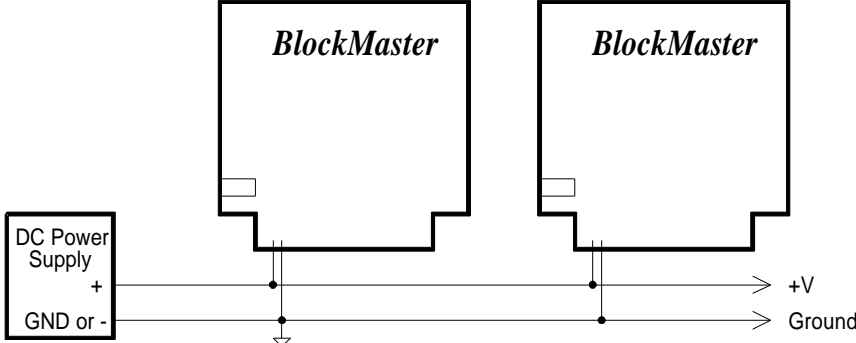 BlockMaster
BlockMaster
DC Power
Supply
+
GND or -
+V
Ground